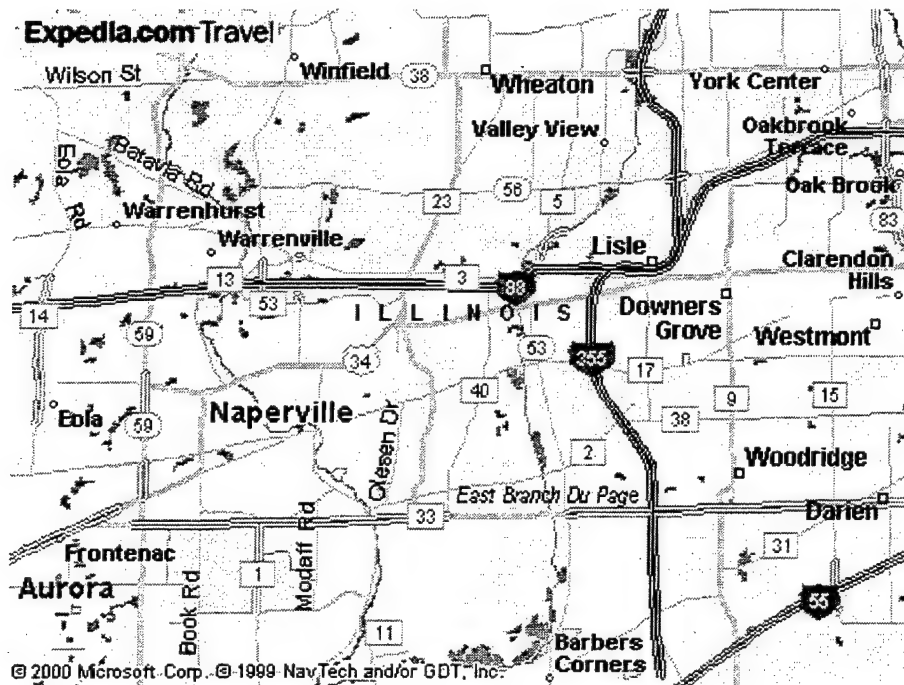 Expedia.com Travel
Wilson St
Winfield
38
Wheaton
York Center
Valley View
Oakbrook
Terrace
Eola Rd
Batavia Rd
56
Oak Brook
23
5
Warrenhurst
83
Warrenville
Lisle
Clarendon
Hills
13
3
88
14
53
ILLINOIS
Downers
Grove
Westmont
59
34
53
355
17
40
9
15
Eola
Naperville
Olesen Dr
38
59
2
Woodridge
East Branch Du Page
Darien
33
Frontenac
Modaff Rd
31
Aurora
1
Book Rd
55
11
Barbers
Corners
© 2000 Microsoft Corp. © 1999 NavTech and/or GDT, Inc.